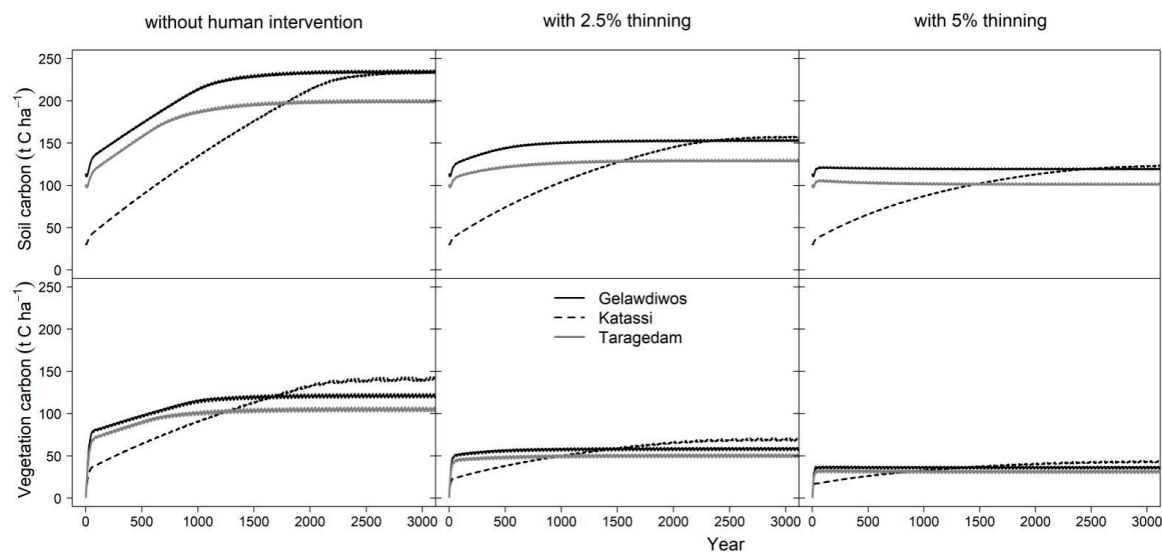 without human intervention
with 2.5% thinning
with 5% thinning
Soil carbon (t C ha⁻¹)
250
200
150
100
50
0
Vegetation carbon (t C ha⁻¹)
250
200
150
100
50
0
Gelawdiwos
Katassi
Taragedam
0 500 1000 1500 2000 2500 3000
0 500 1000 1500 2000 2500 3000
0 500 1000 1500 2000 2500 3000
Year